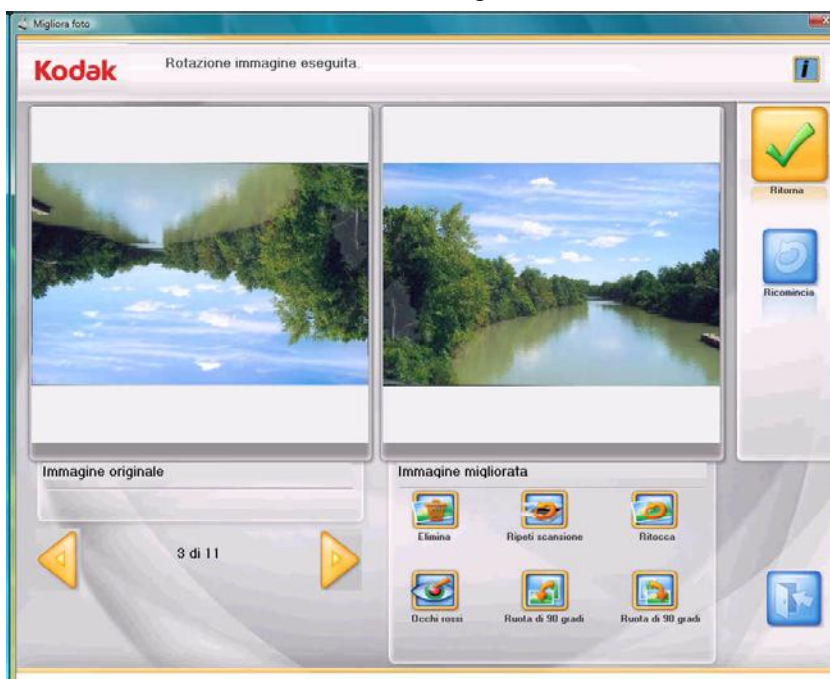 Migliora foto
Kodak
Rotazione immagine eseguita.
i
Ritorna
Ricomincia
Immagine originale
Immagine migliorata
Elimina
Ripeti scansione
Ritocca
3 di 11
Occhi rossi
Ruota di 90 gradi
Ruota di 90 gradi